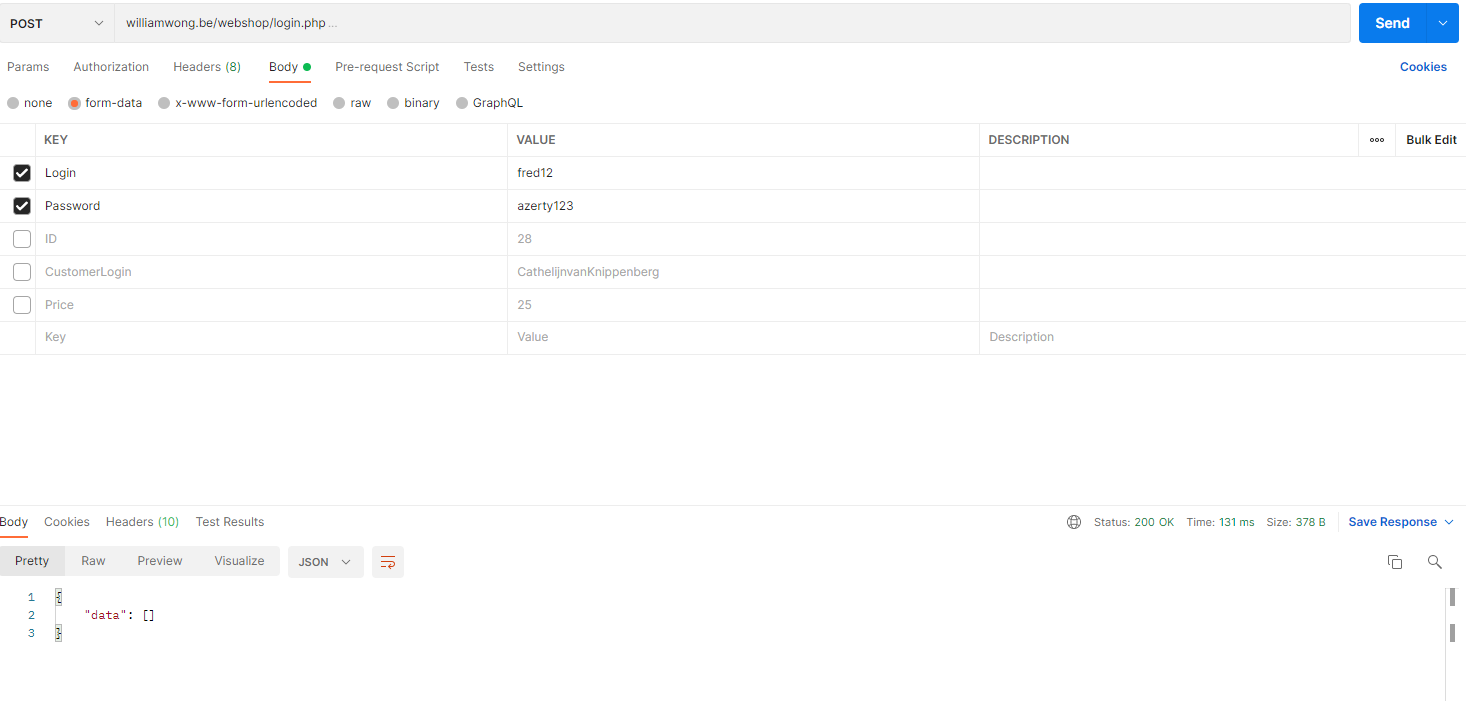 POST williamwong.be/webshop/login.php ... Send
Params Authorization Headers (8) Body Pre-request Script Tests Settings Cookies
none form-data x-www-form-urlencoded raw binary GraphQL
KEY VALUE DESCRIPTION ooo Bulk Edit
Login fred12
Password azerty123
ID 28
CustomerLogin CathelijnvanKnippenberg
Price 25
Key Value Description
Body Cookies Headers (10) Test Results Status: 200 OK Time: 131 ms Size: 378 B Save Response
Pretty Raw Preview Visualize JSON
1 {
2 "data": []
3 }